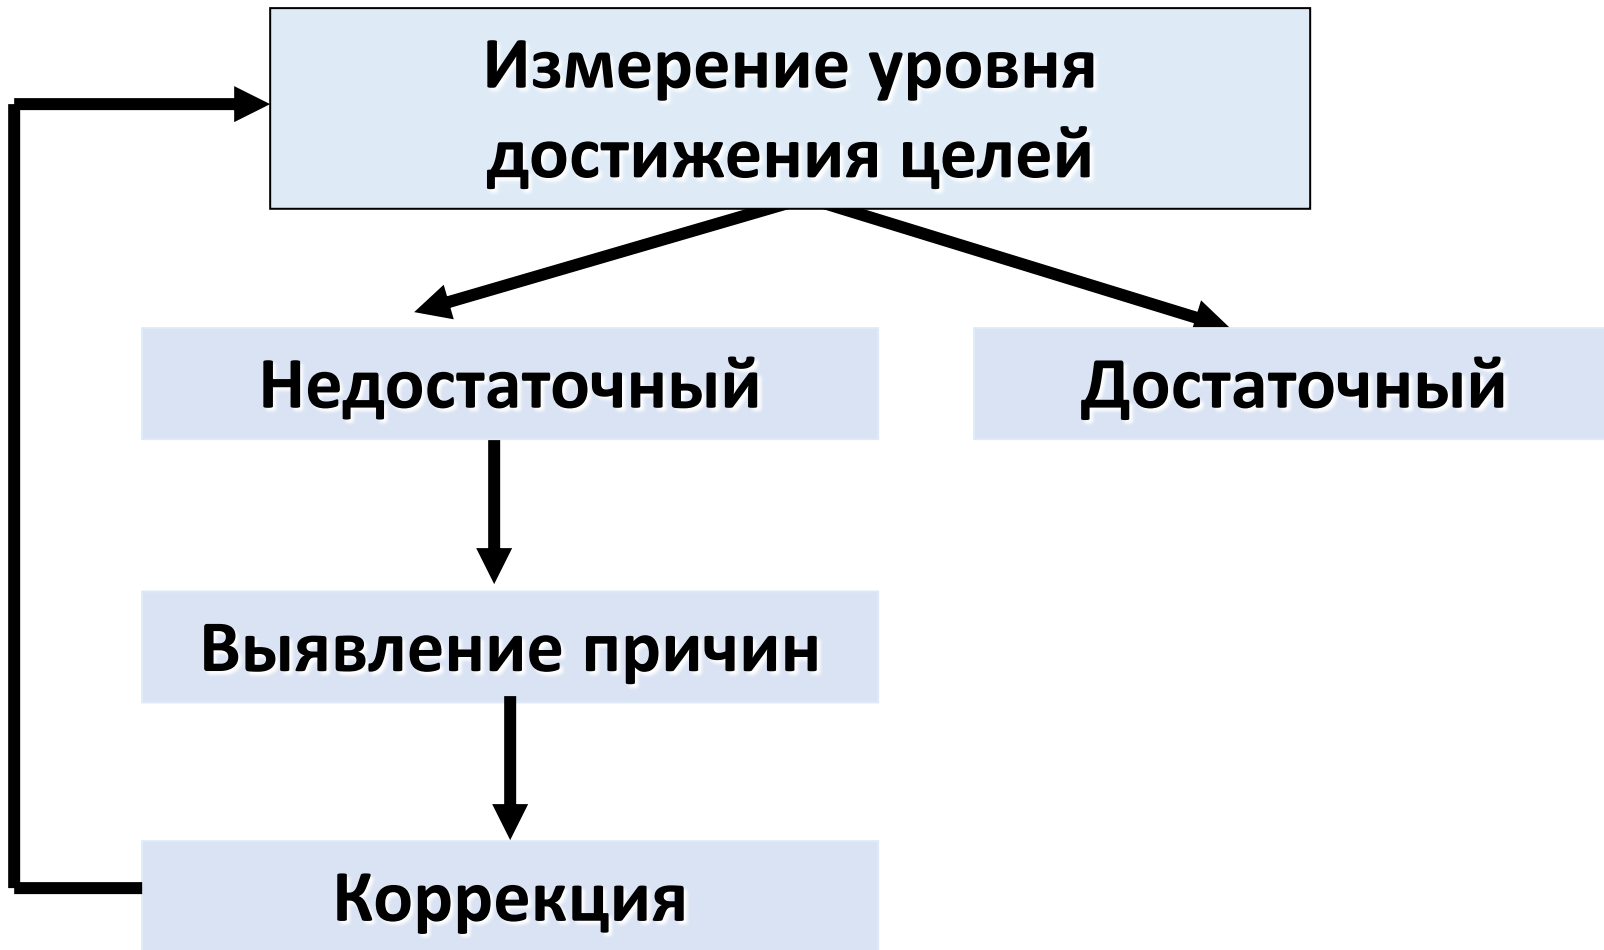 Измерение уровня
достижения целей
Недостаточный
Достаточный
Выявление причин
Коррекция